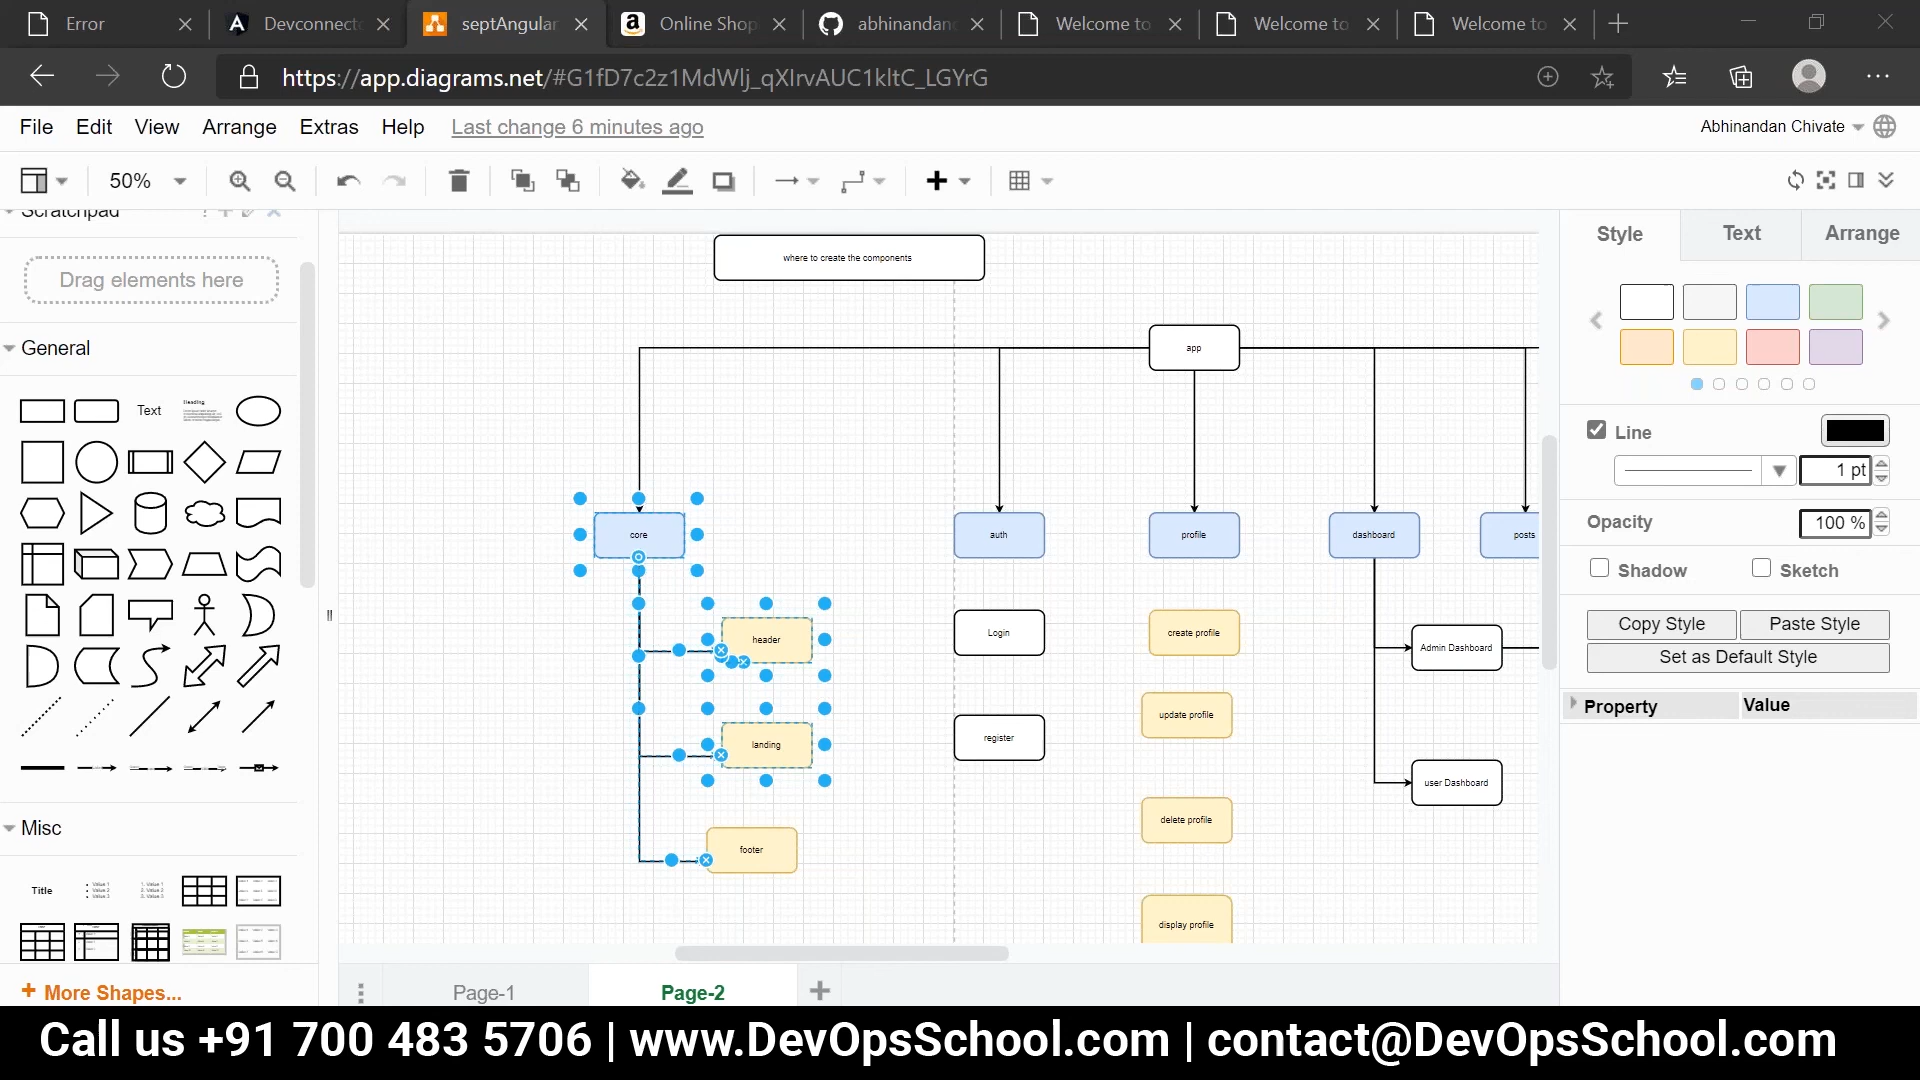 Error
Devconnecto
septAngular
Online Shop
abhinandan
Welcome to
Welcome to
Welcome to
https://app.diagrams.net/#G1fD7c2z1MdWlj_qXIrvAUC1kltC_LGYrG
File Edit View Arrange Extras Help Last change 6 minutes ago
Abhinandan Chivate
50%
Scratchpad
Drag elements here
General
Text
Heading
Misc
Title
+ More Shapes...
where to create the components
app
core
auth
profile
dashboard
posts
header
Login
create profile
Admin Dashboard
landing
register
update profile
user Dashboard
footer
delete profile
display profile
Page-1
Page-2
Style Text Arrange
Line
1 pt
Opacity
100 %
Shadow Sketch
Copy Style Paste Style
Set as Default Style
Property Value
Call us +91 700 483 5706 | www.DevOpsSchool.com | contact@DevOpsSchool.com